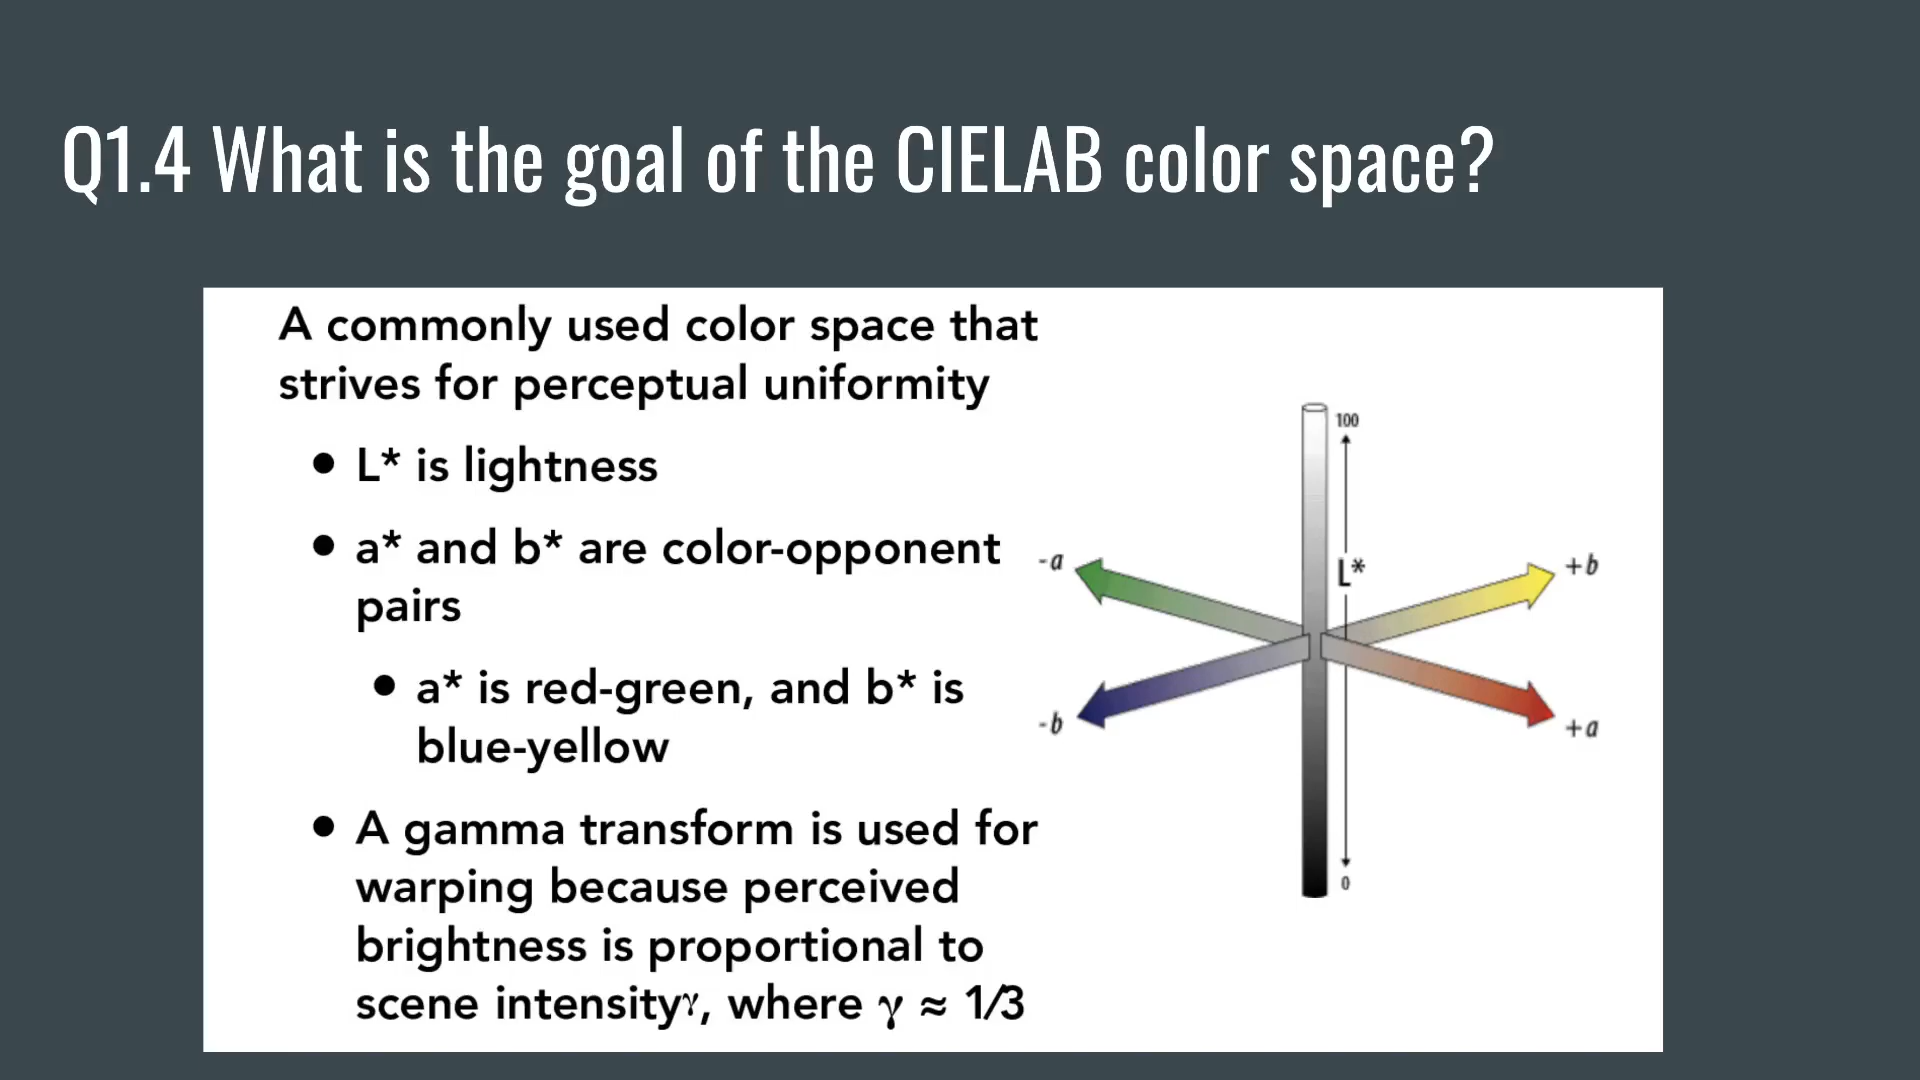 Q1.4 What is the goal of the CIELAB color space?
A commonly used color space that
strives for perceptual uniformity
• L* is lightness
• a* and b* are color-opponent
pairs
• a* is red-green, and b* is
blue-yellow
• A gamma transform is used for
warping because perceived
brightness is proportional to
scene intensityᵞ, where γ ≈ 1/3
100
-a
L*
+b
-b
+a
0